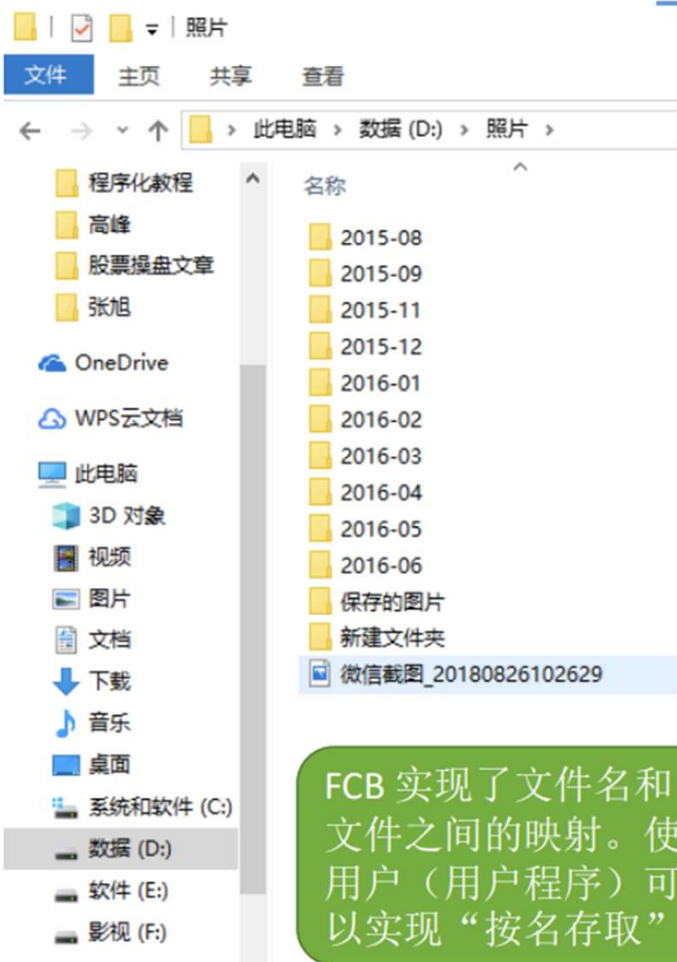 照片
文件 主页 共享 查看
此电脑 数据 (D:) 照片
程序化教程
高峰
股票操盘文章
张旭
OneDrive
WPS云文档
此电脑
3D 对象
视频
图片
文档
下载
音乐
桌面
系统和软件 (C:)
数据 (D:)
软件 (E:)
影视 (F:)
名称
2015-08
2015-09
2015-11
2015-12
2016-01
2016-02
2016-03
2016-04
2016-05
2016-06
保存的图片
新建文件夹
微信截图_20180826102629
FCB 实现了文件名和
文件之间的映射。使
用户（用户程序）可
以实现“按名存取”